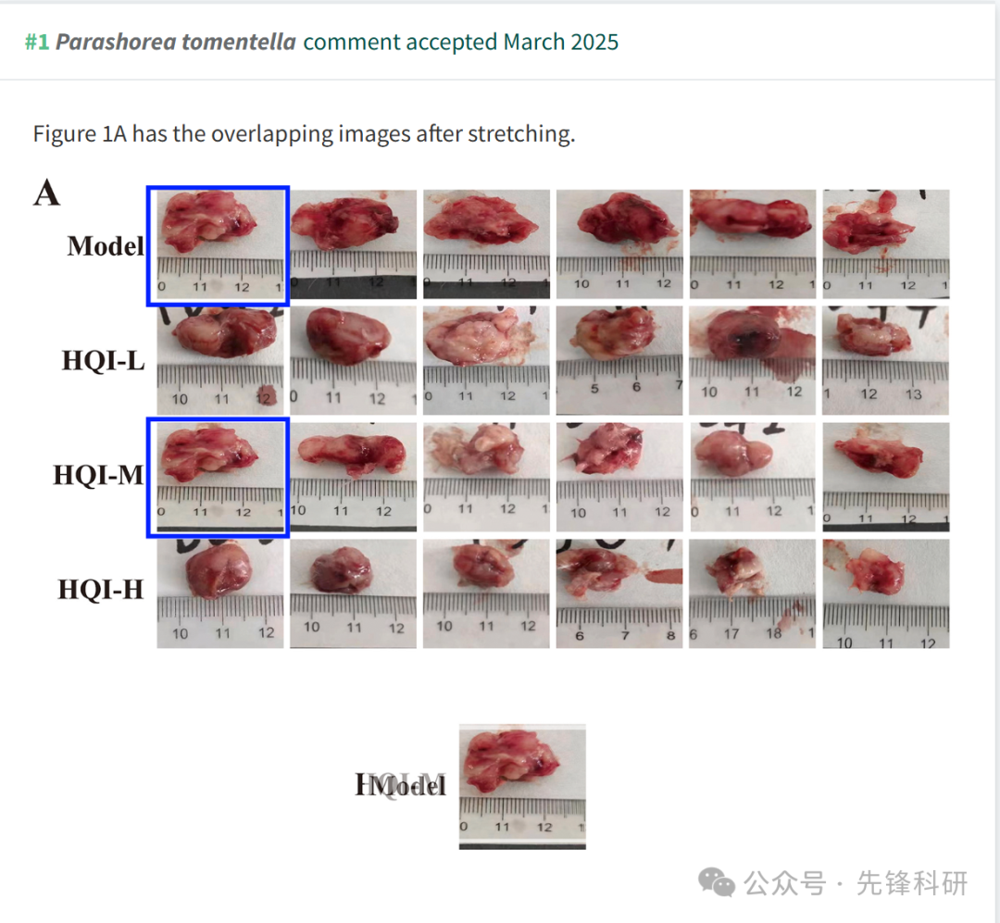 #1 Parashorea tomentella comment accepted March 2025
Figure 1A has the overlapping images after stretching.
A
Model
0 11 12 1
0 11 12
0 11 12 1
10 11 12
0 11 12 1
0 11 12 1
HQI-L
10 11 12
0 11 12 1
0 11 12 1
5 6 7
10 11 12
1 12 13
HQI-M
0 11 12 1
10 11 12
0 11 12 1
10 11 12
0 11 12 1
0 11 12 1
HQI-H
10 11 12
10 11 12
10 11 12
6 7 8
6 17 18 1
10 11 12
Model
0 11 12 1
公众号 · 先锋科研